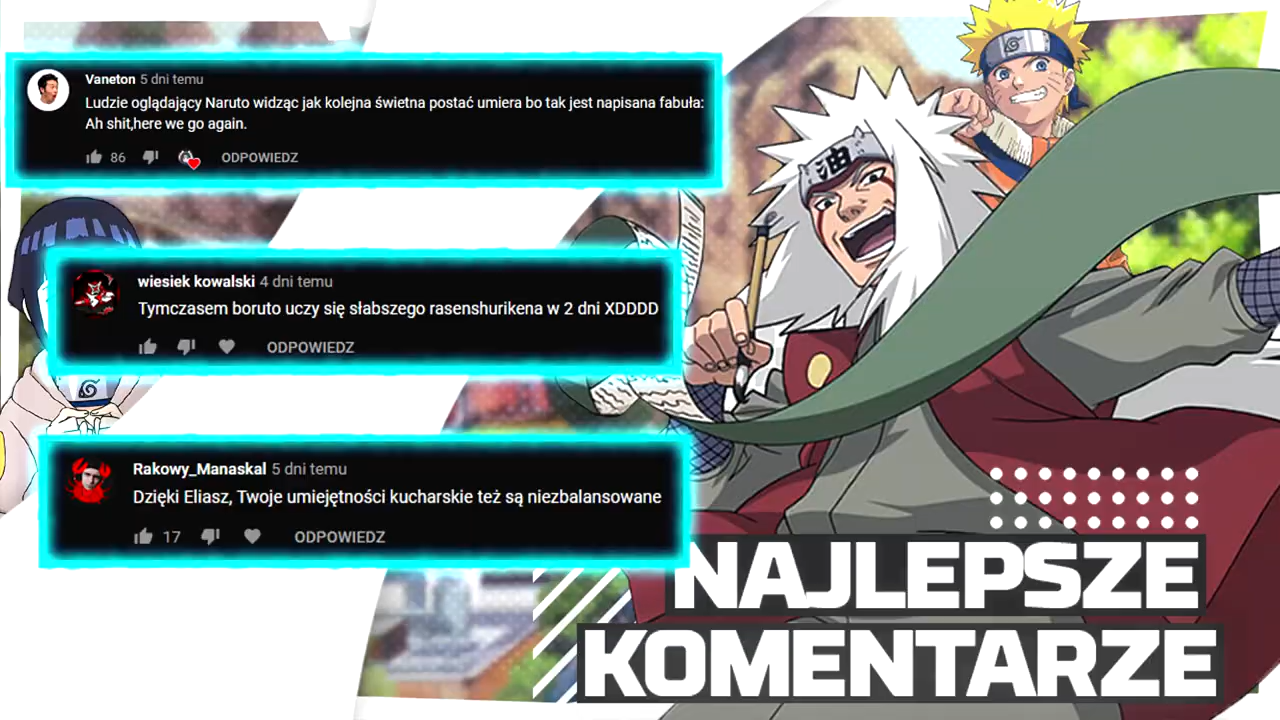 Vaneton 5 dni temu
Ludzie oglądający Naruto widząc jak kolejna świetna postać umiera bo tak jest napisana fabuła:
Ah shit,here we go again.
86 ODPOWIEDZ
wiesiek kowalski 4 dni temu
Tymczasem boruto uczy się słabszego rasenshurikena w 2 dni XDDDD
ODPOWIEDZ
Rakowy_Manaskal 5 dni temu
Dzięki Eliasz, Twoje umiejętności kucharskie też są niezbalansowane
17 ODPOWIEDZ
油
NAJLEPSZE
KOMENTARZE